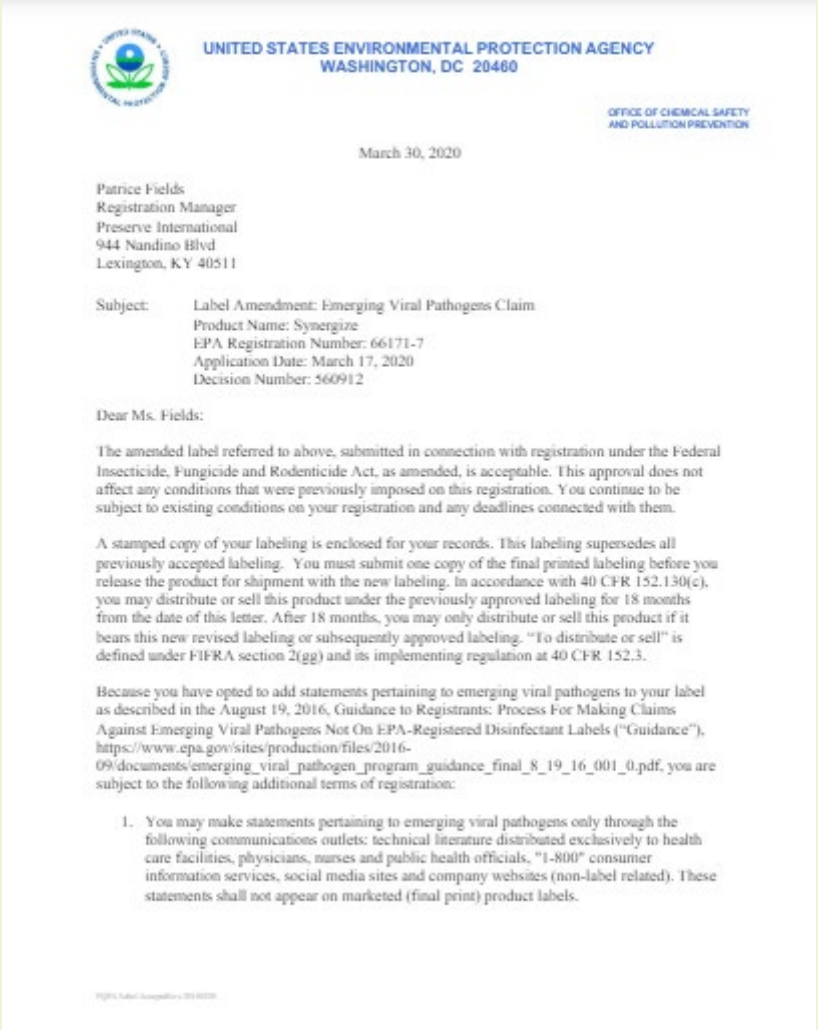 UNITED STATES ENVIRONMENTAL PROTECTION AGENCY
WASHINGTON, DC 20460
OFFICE OF CHEMICAL SAFETY
AND POLLUTION PREVENTION
March 30, 2020
Patrice Fields
Registration Manager
Preserve International
944 Nandino Blvd
Lexington, KY 40511
Subject: Label Amendment: Emerging Viral Pathogens Claim
Product Name: Synergize
EPA Registration Number: 66171-7
Application Date: March 17, 2020
Decision Number: 560912
Dear Ms. Fields:
The amended label referred to above, submitted in connection with registration under the Federal
Insecticide, Fungicide and Rodenticide Act, as amended, is acceptable. This approval does not
affect any conditions that were previously imposed on this registration. You continue to be
subject to existing conditions on your registration and any deadlines connected with them.
A stamped copy of your labeling is enclosed for your records. This labeling supersedes all
previously accepted labeling. You must submit one copy of the final printed labeling before you
release the product for shipment with the new labeling. In accordance with 40 CFR 152.130(c),
you may distribute or sell this product under the previously approved labeling for 18 months
from the date of this letter. After 18 months, you may only distribute or sell this product if it
bears this new revised labeling or subsequently approved labeling. “To distribute or sell” is
defined under FIFRA section 2(gg) and its implementing regulation at 40 CFR 152.3.
Because you have opted to add statements pertaining to emerging viral pathogens to your label
as described in the August 19, 2016, Guidance to Registrants: Process For Making Claims
Against Emerging Viral Pathogens Not On EPA-Registered Disinfectant Labels (“Guidance”),
https://www.epa.gov/sites/production/files/2016-
09/documents/emerging_viral_pathogen_program_guidance_final_8_19_16_001_0.pdf, you are
subject to the following additional terms of registration:
1. You may make statements pertaining to emerging viral pathogens only through the
following communications outlets: technical literature distributed exclusively to health
care facilities, physicians, nurses and public health officials, "1-800" consumer
information services, social media sites and company websites (non-label related). These
statements shall not appear on marketed (final print) product labels.